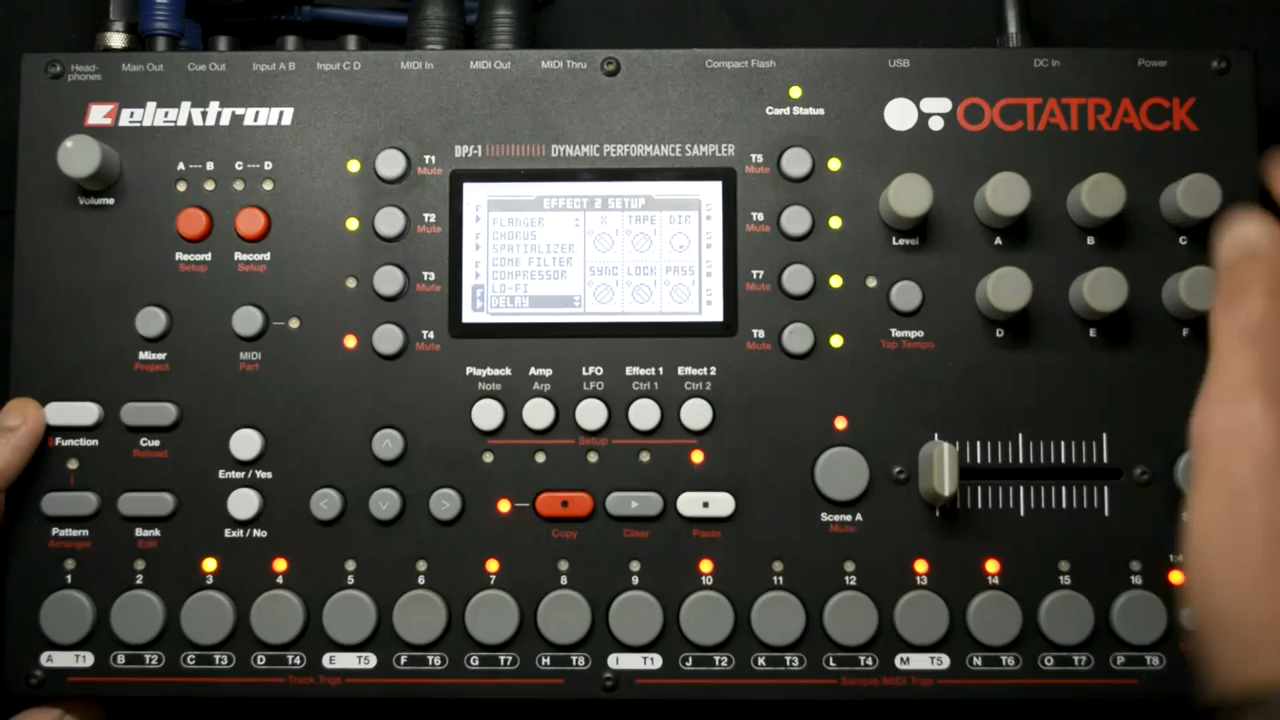 Head-
phones
Main Out
Cue Out
Input A B
Input C D
MIDI In
MIDI Out
MIDI Thru
Compact Flash
USB
DC In
Power
elektron
Card Status
OCTATRACK
DPS-1 DYNAMIC PERFORMANCE SAMPLER
Volume
A --- B
C --- D
Record
Setup
Record
Setup
T1
Mute
T2
Mute
T3
Mute
T4
Mute
EFFECT 2 SETUP
FLANGER
CHORUS
SPATIALIZER
COMB FILTER
COMPRESSOR
LO-FI
DELAY
X
TAPE
DIR
SYNC
LOCK
PASS
T5
Mute
T6
Mute
T7
Mute
T8
Mute
Level
A
B
C
Tempo
Tap Tempo
D
E
F
Mixer
Project
MIDI
Part
Playback
Note
Amp
Arp
LFO
LFO
Effect 1
Ctrl 1
Effect 2
Ctrl 2
Setup
Function
Cue
Reload
Enter / Yes
Exit / No
Pattern
Arranger
Bank
Edit
Copy
Clear
Paste
Scene A
Mute
1
2
3
4
5
6
7
8
9
10
11
12
13
14
15
16
1:4
A T1
B T2
C T3
D T4
E T5
F T6
G T7
H T8
I T1
J T2
K T3
L T4
M T5
N T6
O T7
P T8
Track Trigs
Sample/MIDI Trigs